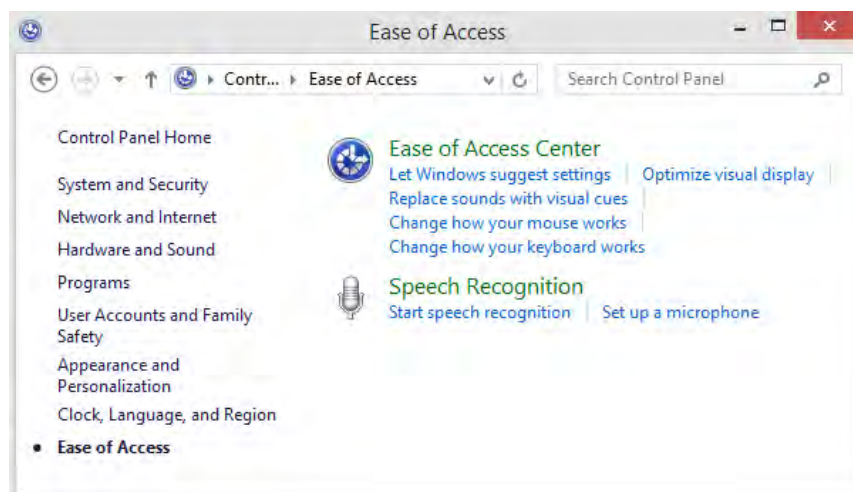 Ease of Access
Contr... Ease of Access Search Control Panel
Control Panel Home
System and Security
Network and Internet
Hardware and Sound
Programs
User Accounts and Family
Safety
Appearance and
Personalization
Clock, Language, and Region
Ease of Access
Ease of Access Center
Let Windows suggest settings Optimize visual display
Replace sounds with visual cues
Change how your mouse works
Change how your keyboard works
Speech Recognition
Start speech recognition Set up a microphone